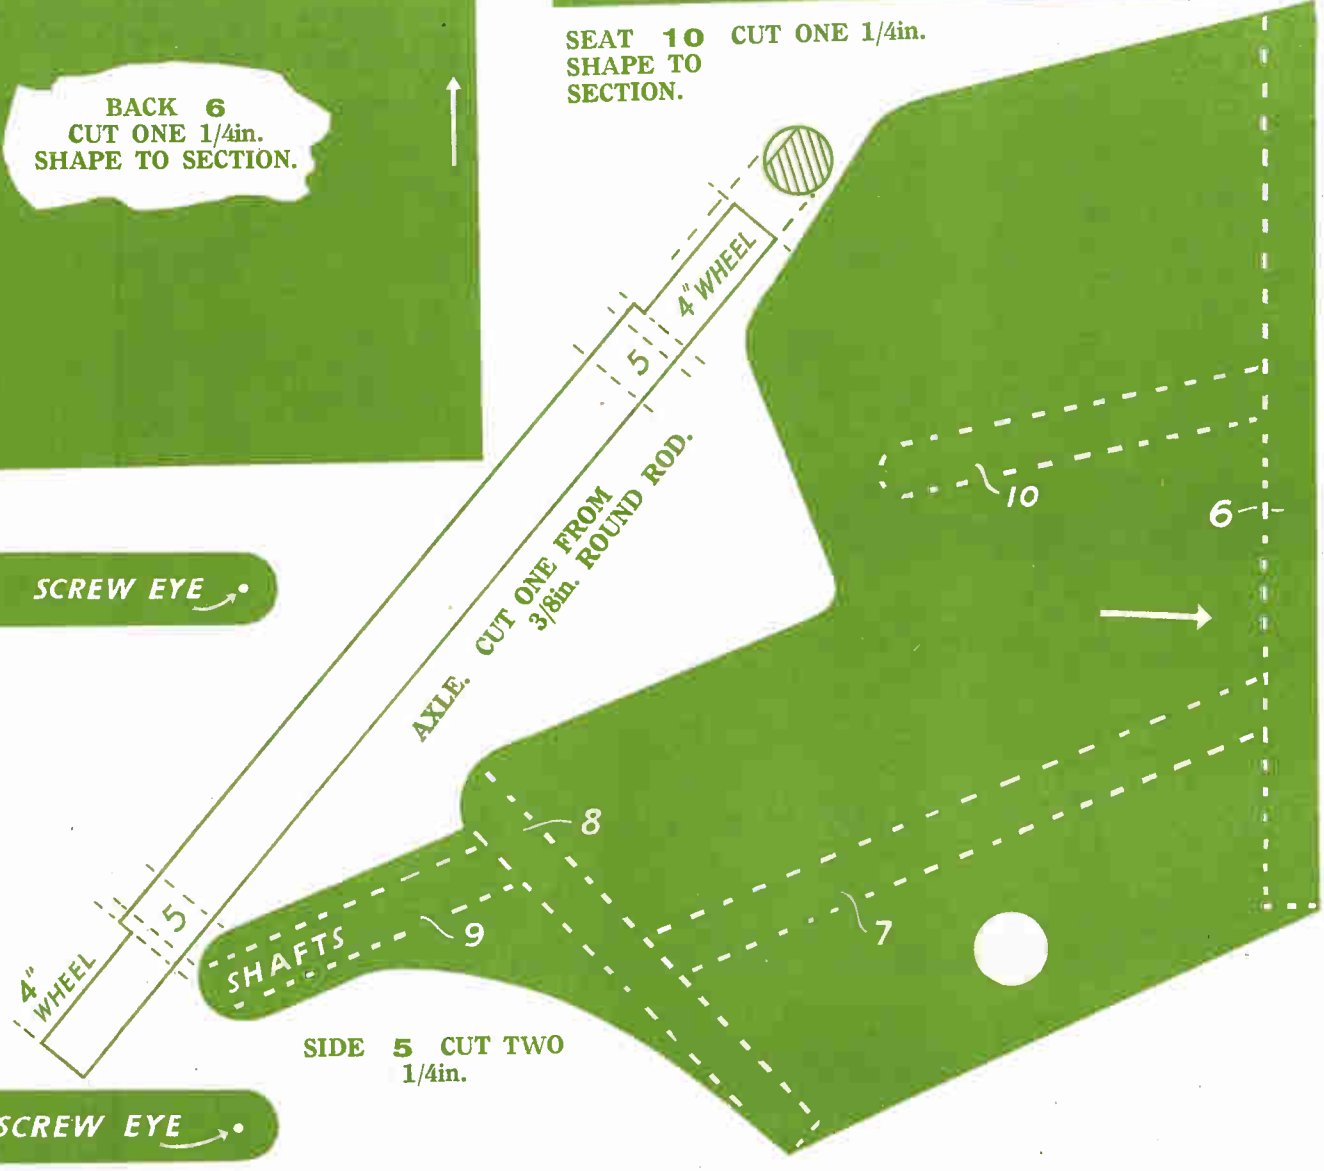 SEAT 10 CUT ONE 1/4in.
SHAPE TO
SECTION.
BACK 6
CUT ONE 1/4in.
SHAPE TO SECTION.
4" WHEEL
5
10
6
AXLE. CUT ONE FROM
3/8in. ROUND ROD.
SCREW EYE
8
5
9
7
SHAFTS
4"
WHEEL
SIDE 5 CUT TWO
1/4in.
SCREW EYE